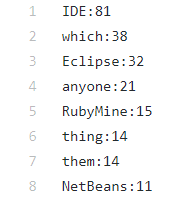 1 IDE:81
2 which:38
3 Eclipse:32
4 anyone:21
5 RubyMine:15
6 thing:14
7 them:14
8 NetBeans:11